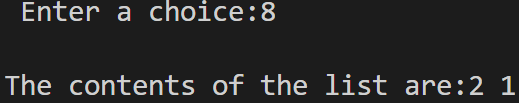 Enter a choice:8
The contents of the list are:2 1